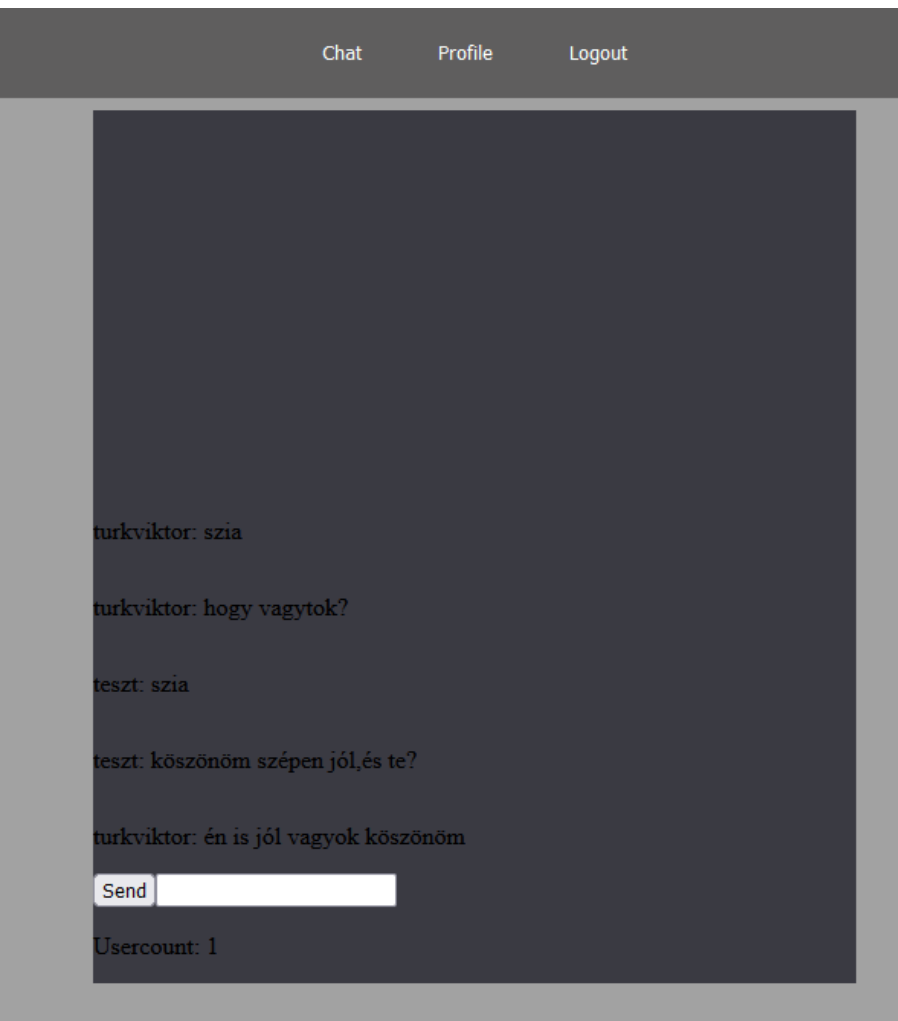 Chat Profile Logout
turkviktor: szia
turkviktor: hogy vagytok?
teszt: szia
teszt: köszönöm szépen jól,és te?
turkviktor: én is jól vagyok köszönöm
Send
Usercount: 1